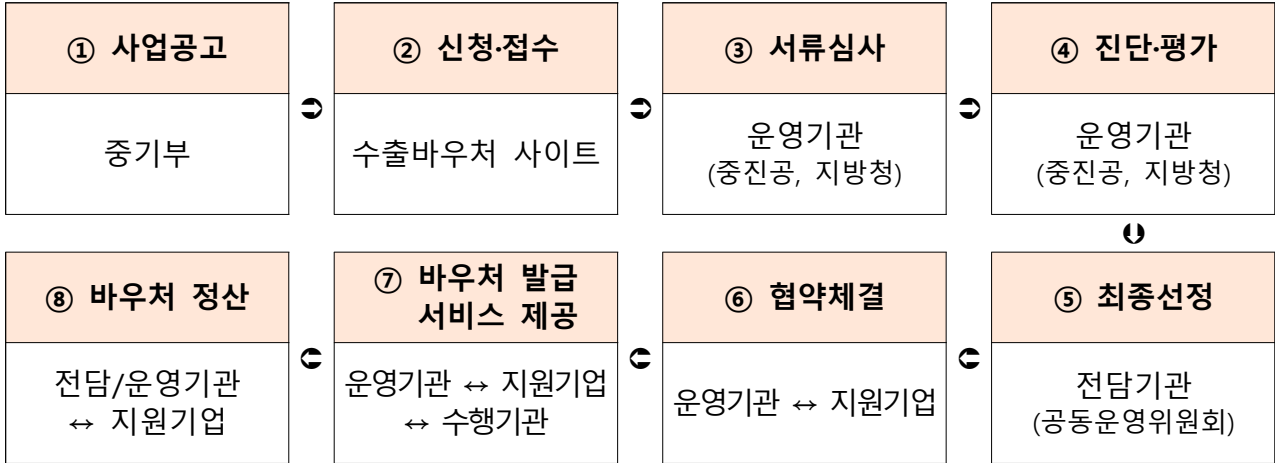 ① 사업공고
중기부
② 신청·접수
수출바우처 사이트
③ 서류심사
운영기관
(중진공, 지방청)
④ 진단·평가
운영기관
(중진공, 지방청)
⑤ 최종선정
전담기관
(공동운영위원회)
⑥ 협약체결
운영기관 ↔ 지원기업
⑦ 바우처 발급
서비스 제공
운영기관 ↔ 지원기업
↔ 수행기관
⑧ 바우처 정산
전담/운영기관
↔ 지원기업